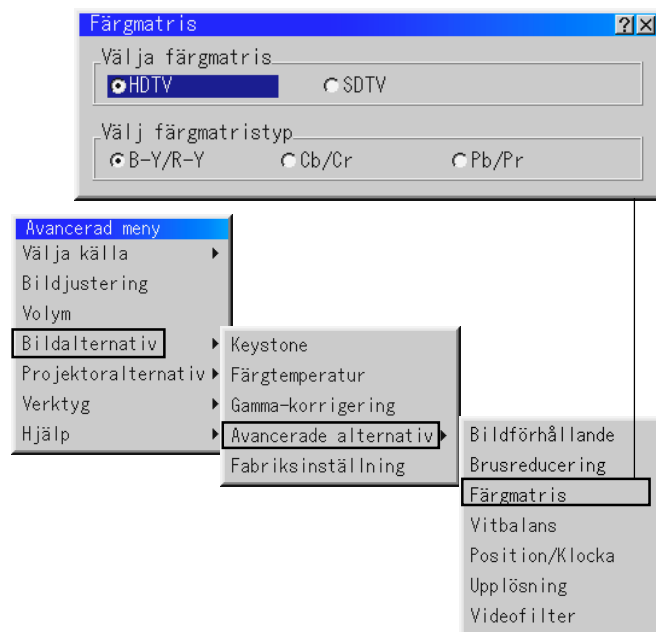 Färgmatris
Välja färgmatris
HDTV SDTV
Välj färgmatristyp
B-Y/R-Y Cb/Cr Pb/Pr
Avancerad meny
Välja källa
Bildjustering
Volym
Bildalternativ
Projektoralternativ
Verktyg
Hjälp
Keystone
Färgtemperatur
Gamma-korrigering
Avancerade alternativ
Fabriksinställning
Bildförhållande
Brusreducering
Färgmatris
Vitbalans
Position/Klocka
Upplösning
Videofilter